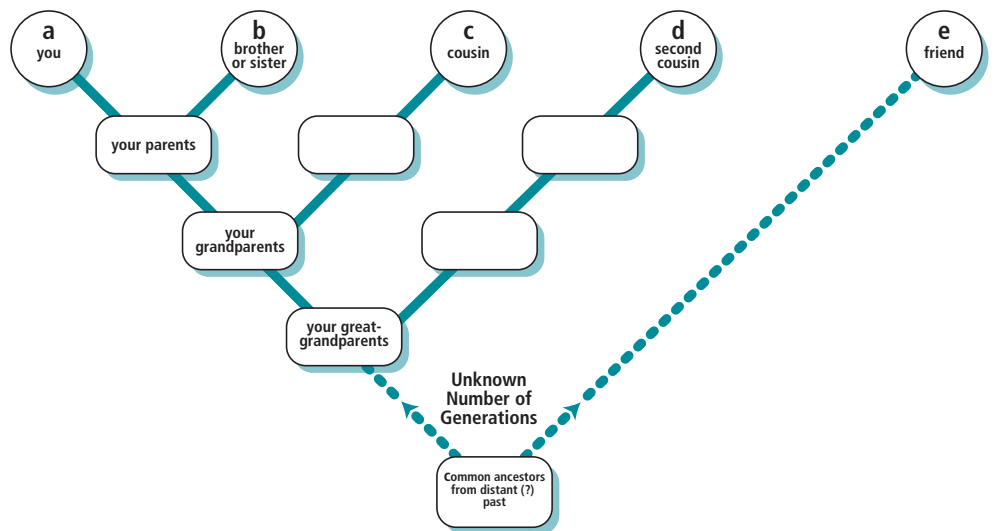 a
you
b
brother
or sister
c
cousin
d
second
cousin
e
friend
your parents
your
grandparents
your great-
grandparents
Unknown
Number of
Generations
Common ancestors
from distant (?)
past